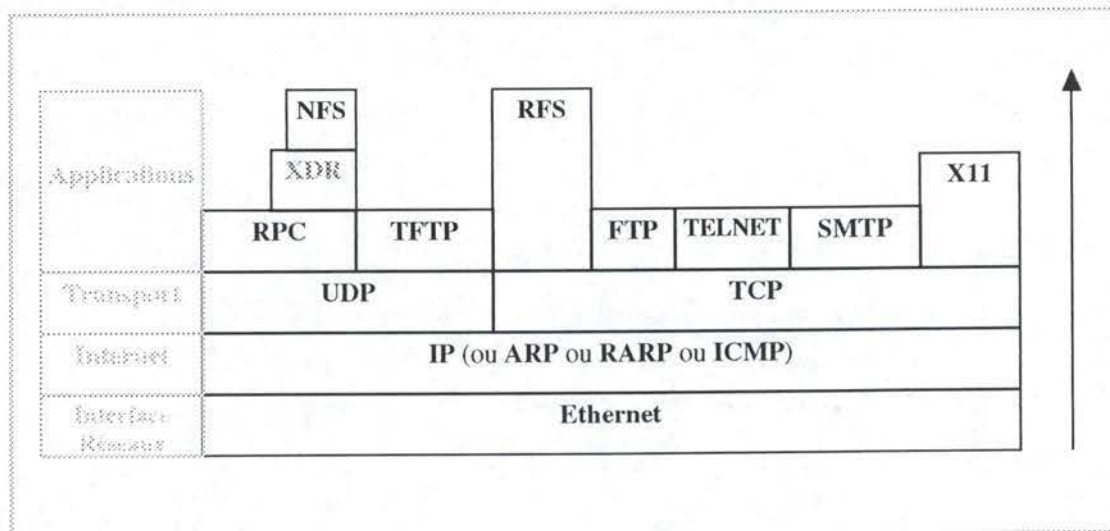 NFS RFS
Applications XDR X11
RPC TFTP FTP TELNET SMTP
Transport UDP TCP
Internet IP (ou ARP ou RARP ou ICMP)
Interface Ethernet
Réseaux